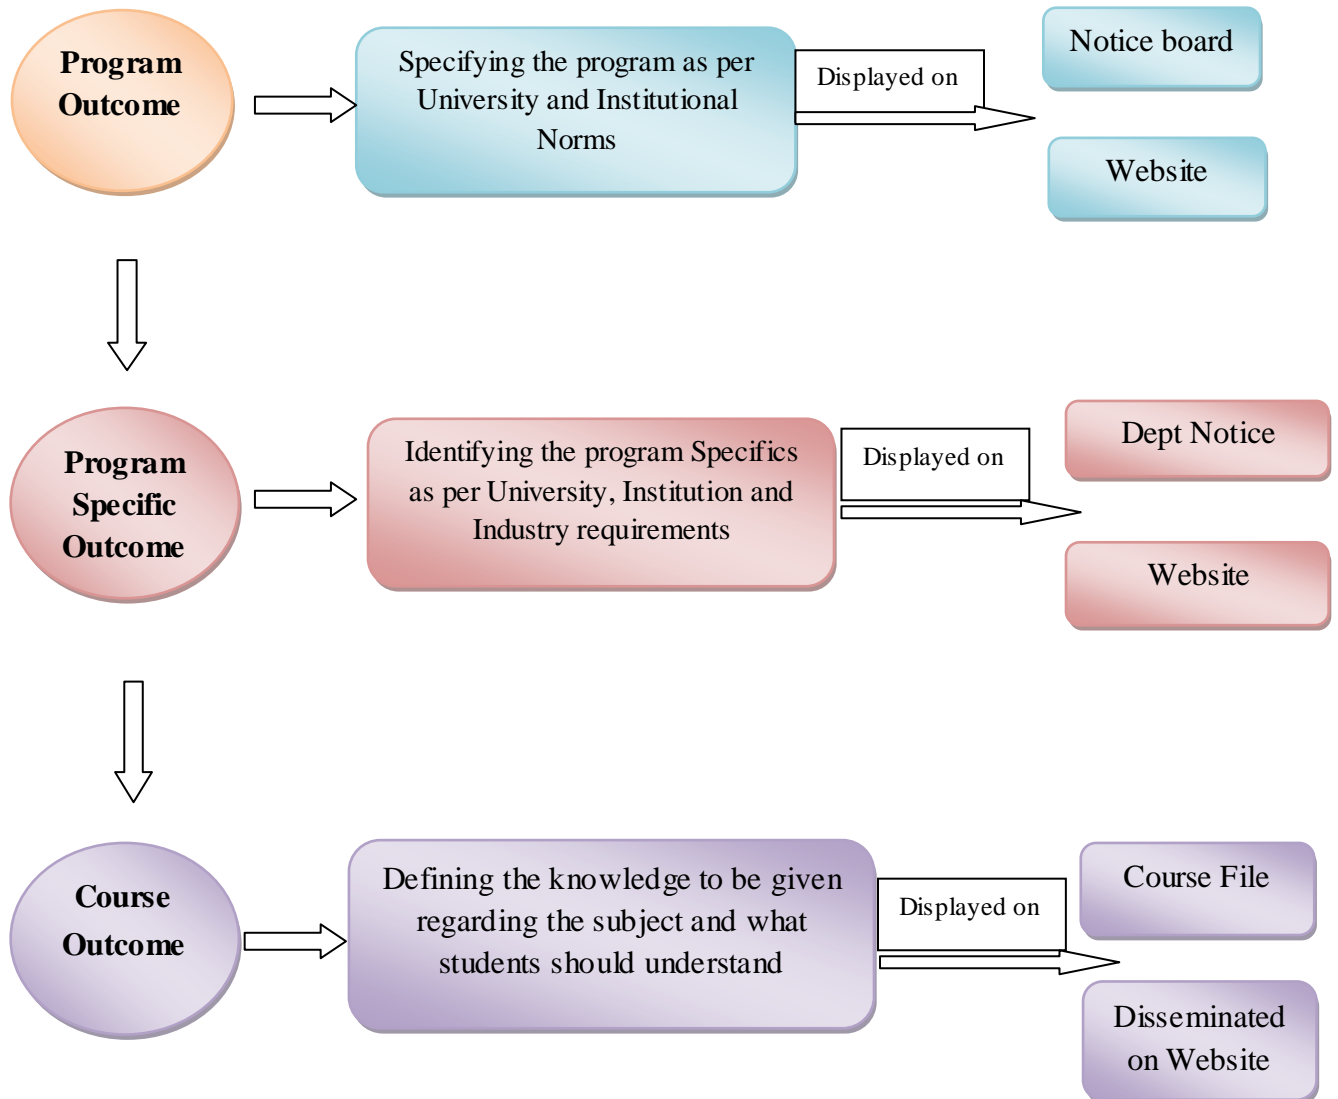 Program
Outcome
Specifying the program as per
University and Institutional
Norms
Displayed on
Notice board
Website
Program
Specific
Outcome
Identifying the program Specifics
as per University, Institution and
Industry requirements
Displayed on
Dept Notice
Website
Course
Outcome
Defining the knowledge to be given
regarding the subject and what
students should understand
Displayed on
Course File
Disseminated
on Website